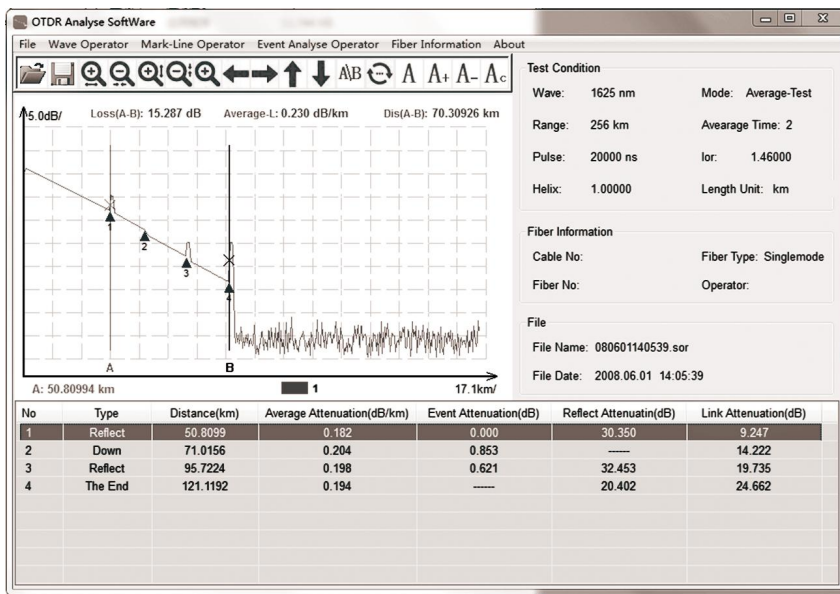 OTDR Analyse SoftWare
File Wave Operator Mark-Line Operator Event Analyse Operator Fiber Information About
A\B A A+ A- Ac
5.0dB/ Loss(A-B): 15.287 dB Average-L: 0.230 dB/km Dis(A-B): 70.30926 km
1
2
3
4
A B
A: 50.80994 km 1 17.1km/
Test Condition
Wave: 1625 nm Mode: Average-Test
Range: 256 km Avearage Time: 2
Pulse: 20000 ns Ior: 1.46000
Helix: 1.00000 Length Unit: km
Fiber Information
Cable No: Fiber Type: Singlemode
Fiber No: Operator:
File
File Name: 080601140539.sor
File Date: 2008.06.01 14:05:39
No Type Distance(km) Average Attenuation(dB/km) Event Attenuation(dB) Reflect Attenuatin(dB) Link Attenuation(dB)
1 Reflect 50.8099 0.182 0.000 30.350 9.247
2 Down 71.0156 0.204 0.853 ------ 14.222
3 Reflect 95.7224 0.198 0.621 32.453 19.735
4 The End 121.1192 0.194 ------ 20.402 24.662